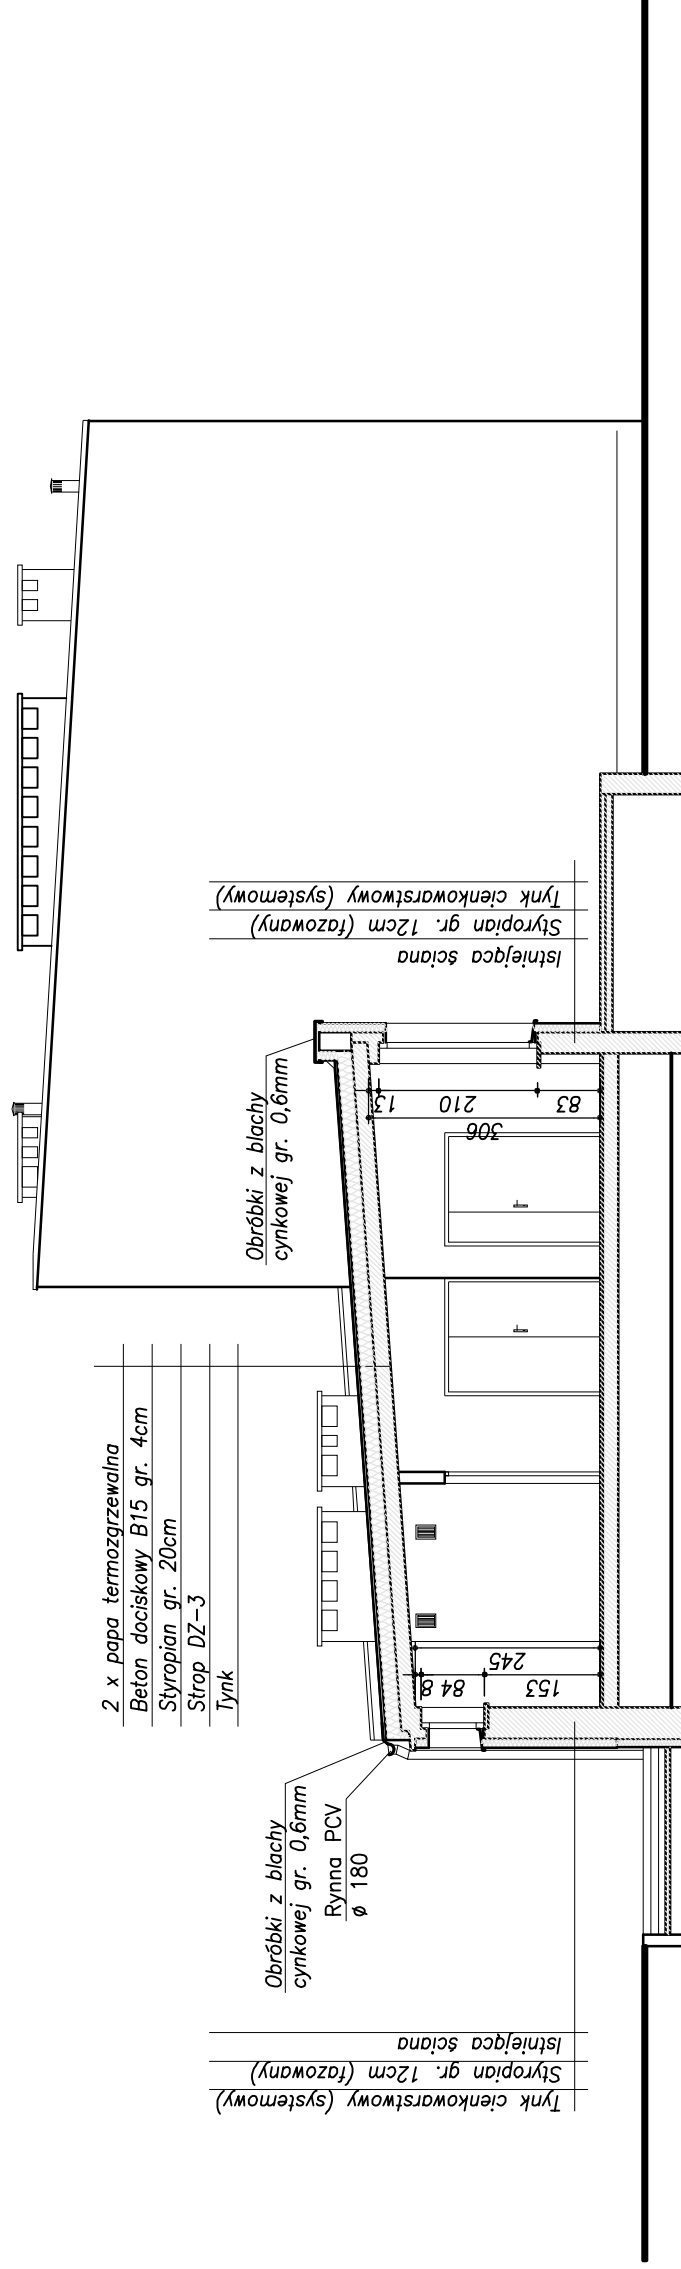 2 x papa termozgrzewalna
Beton dociskowy B15 gr. 4cm
Styropian gr. 20cm
Strop DZ-3
Tynk
Obróbki z blachy
cynkowej gr. 0,6mm
Rynna PCV
ø 180
Obróbki z blachy
cynkowej gr. 0,6mm
Istniejąca ściana
Styropian gr. 12cm (fazowany)
Tynk cienkowarstwowy (systemowy)
Istniejąca ściana
Styropian gr. 12cm (fazowany)
Tynk cienkowarstwowy (systemowy)
153
84
8
245
83
210
13
306